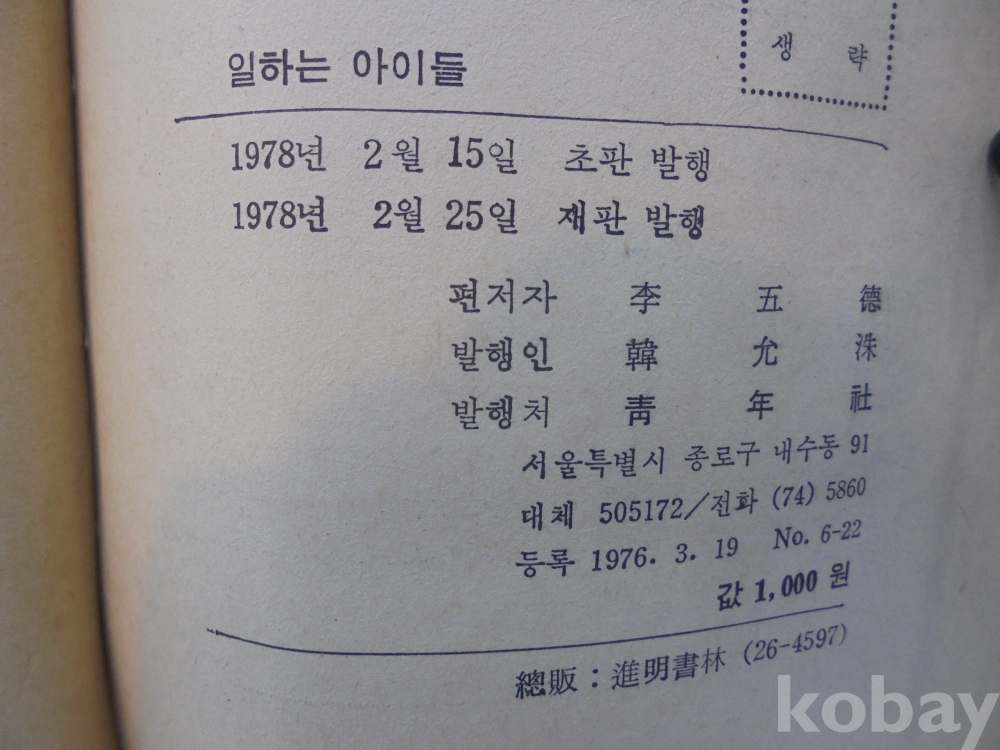 생 략
일하는 아이들
1978년 2월 15일 초판 발행
1978년 2월 25일 재판 발행
편저자 李 五 德
발행인 韓 允 洙
발행처 靑 年 社
서울특별시 종로구 내수동 91
대체 505172/전화 (74) 5860
등록 1976. 3. 19 No. 6-22
값 1,000 원
總販 : 進明書林 (26-4597)
kobay